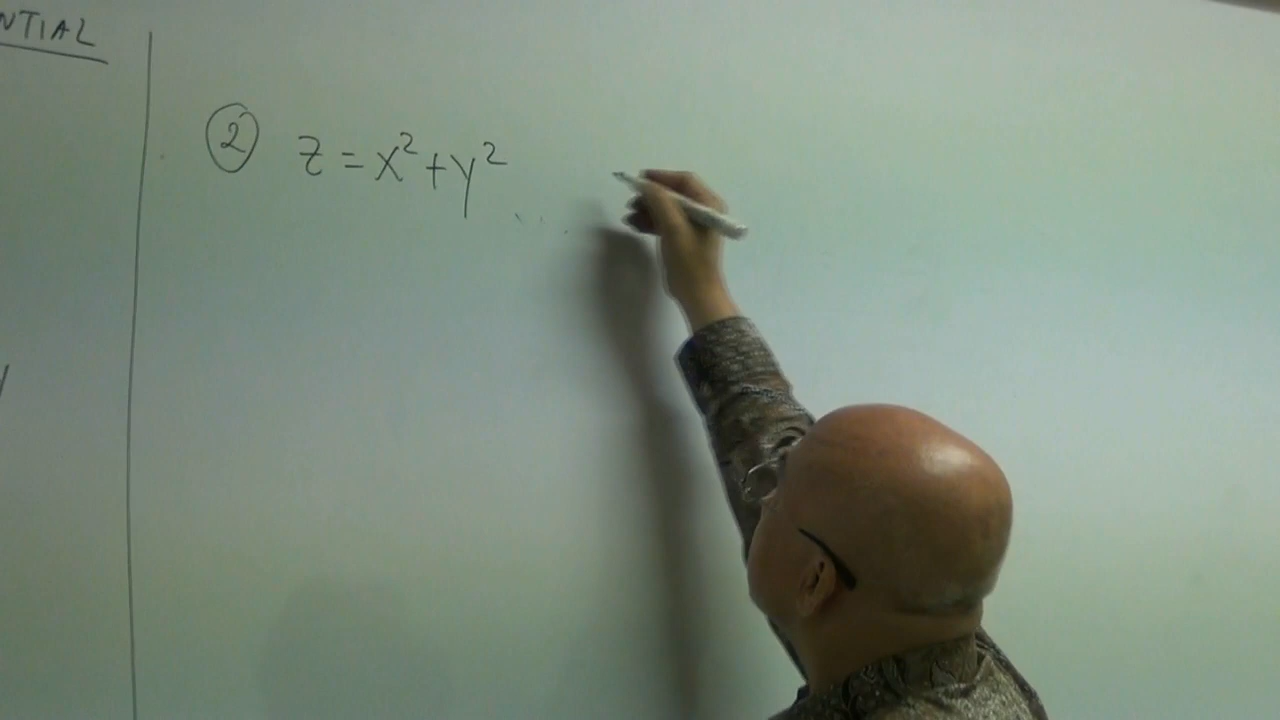 NTIAL
② z = x² + y²